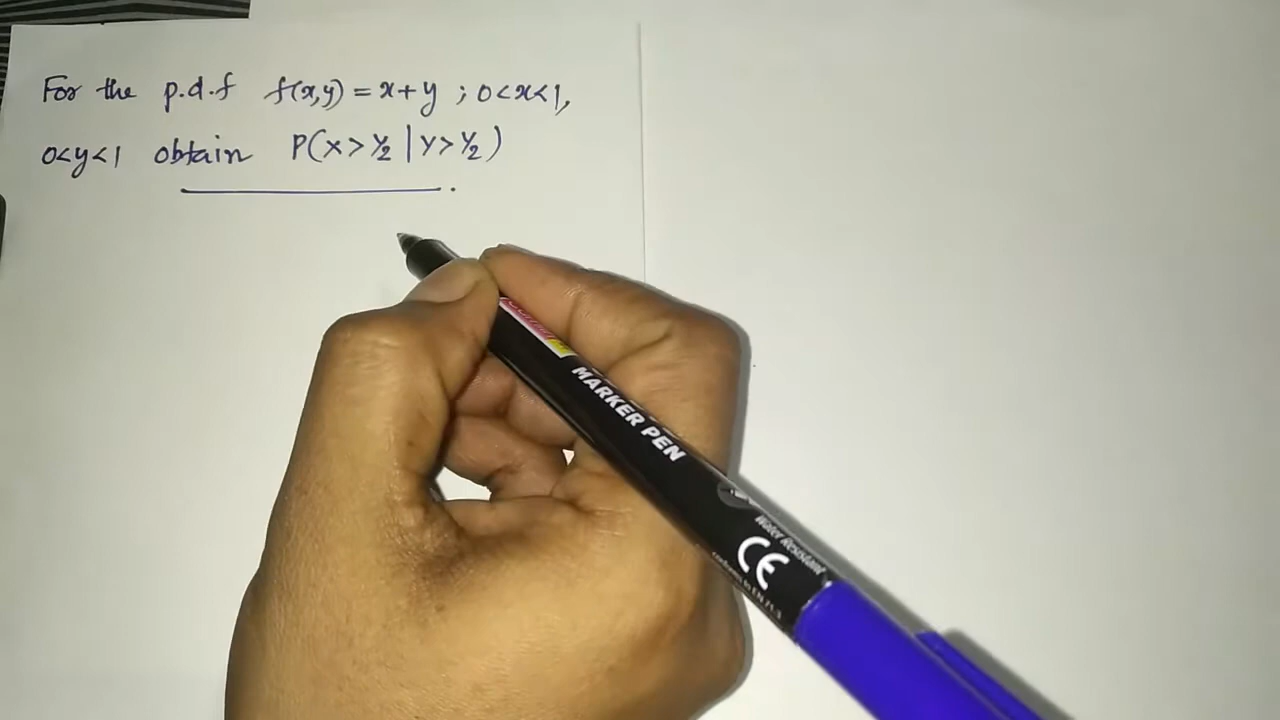 For the p.d.f f(x,y) = x+y ; 0<x<1,
0<y<1 obtain P(X>1/2 | Y>1/2)
MARKER PEN
Water Resistant
CE